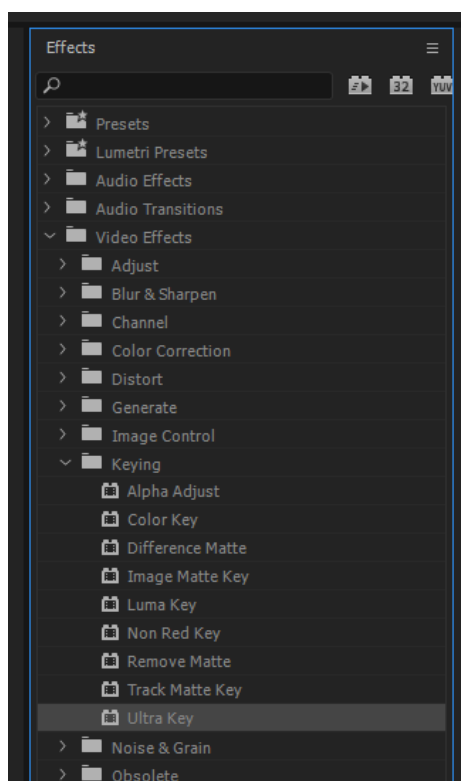 Effects
32 YUV
Presets
Lumetri Presets
Audio Effects
Audio Transitions
Video Effects
Adjust
Blur & Sharpen
Channel
Color Correction
Distort
Generate
Image Control
Keying
Alpha Adjust
Color Key
Difference Matte
Image Matte Key
Luma Key
Non Red Key
Remove Matte
Track Matte Key
Ultra Key
Noise & Grain
Obsolete